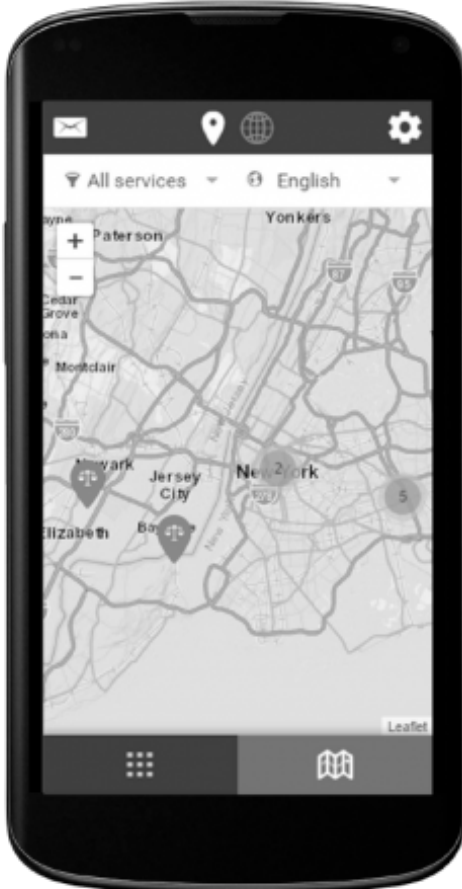 All services
English
Yonkers
Paterson
+
−
Cedar
Grove
Montclair
Newark
Jersey
City
New York
2
5
Elizabeth
Leaflet